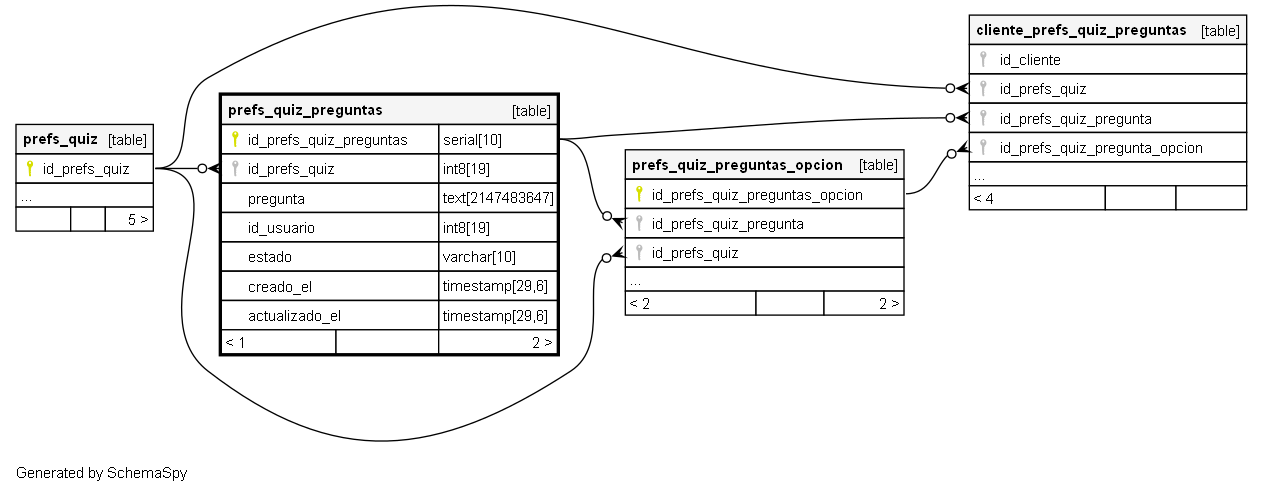 prefs_quiz [table]
id_prefs_quiz
...
5 >
prefs_quiz_preguntas [table]
id_prefs_quiz_preguntas serial[10]
id_prefs_quiz int8[19]
pregunta text[2147483647]
id_usuario int8[19]
estado varchar[10]
creado_el timestamp[29,6]
actualizado_el timestamp[29,6]
< 1 2 >
prefs_quiz_preguntas_opcion [table]
id_prefs_quiz_preguntas_opcion
id_prefs_quiz_pregunta
id_prefs_quiz
...
< 2 2 >
cliente_prefs_quiz_preguntas [table]
id_cliente
id_prefs_quiz
id_prefs_quiz_pregunta
id_prefs_quiz_pregunta_opcion
...
< 4
Generated by SchemaSpy